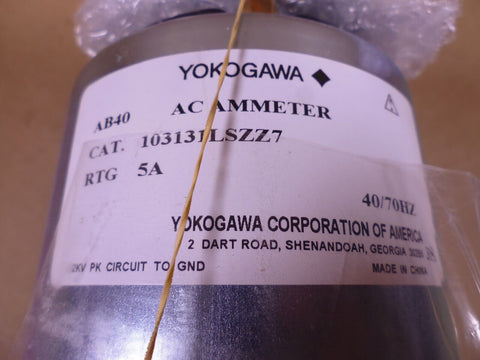 YOKOGAWA
AB40 AC AMMETER
CAT. 103131LSZZ7
RTG 5A
40/70HZ
YOKOGAWA CORPORATION OF AMERICA
2 DART ROAD, SHENANDOAH, GEORGIA
2KV PK CIRCUIT TO GND MADE IN CHINA